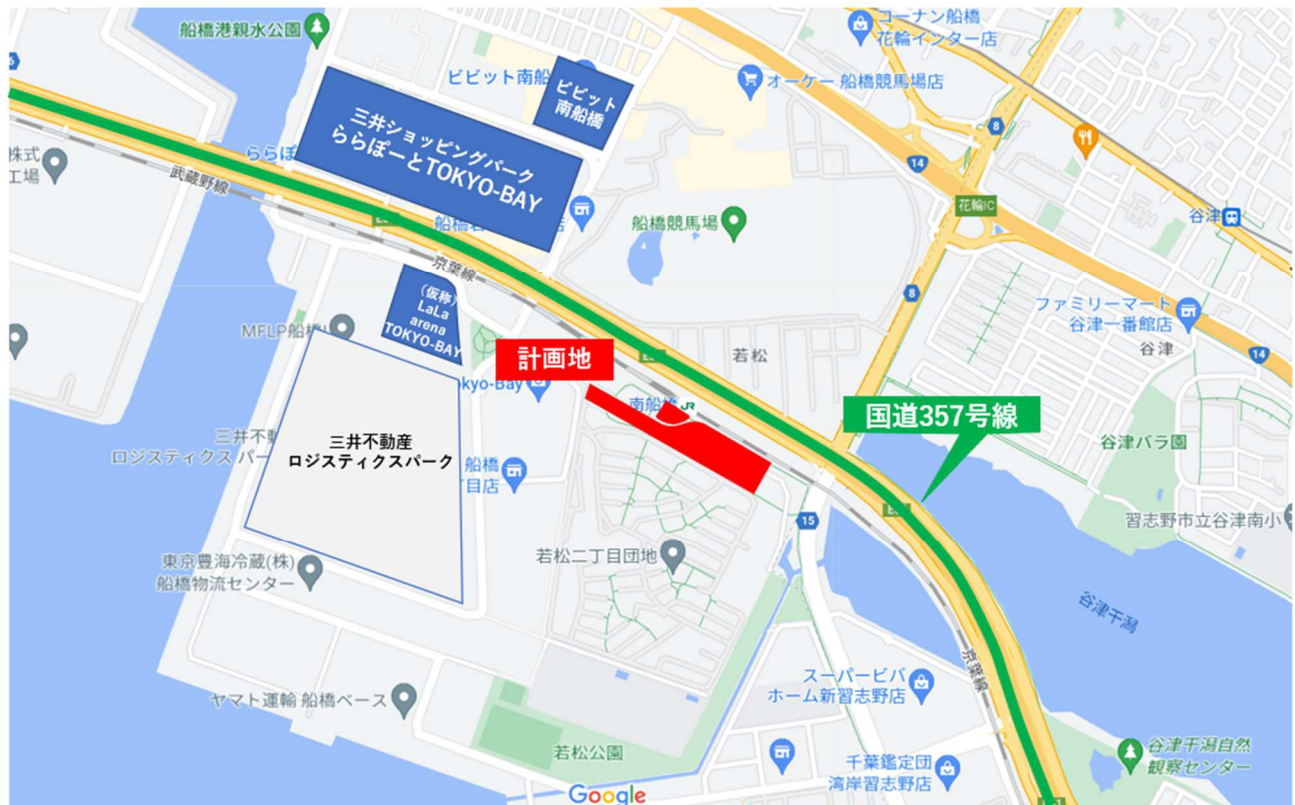 船橋港親水公園
コーナン船橋
花輪インター店
ビビット南船
オーケー 船橋競馬場店
ビビット
南船橋
三井ショッピングパーク
ららぽーとTOKYO-BAY
ららぽ
株式
工場
武蔵野線
8
14
花輪IC
谷津
船橋競馬場
京葉線
(仮称)
LaLa
arena
TOKYO-BAY
MFLP船橋
8
ファミリーマート
谷津一番館店
谷津
14
若松
計画地
kyo-Bay
南船橋
JR
国道357号線
谷津バラ園
三井不動産
ロジスティクスパーク
三井不動
ロジスティクス パー
船橋
目店
15
習志野市立谷津南小
東京豊海冷蔵(株)
船橋物流センター
若松二丁目団地
谷津干潟
京葉線
スーパービバ
ホーム新習志野店
ヤマト運輸 船橋ベース
若松公園
千葉鑑定団
湾岸習志野店
谷津干潟自然
観察センター
Google